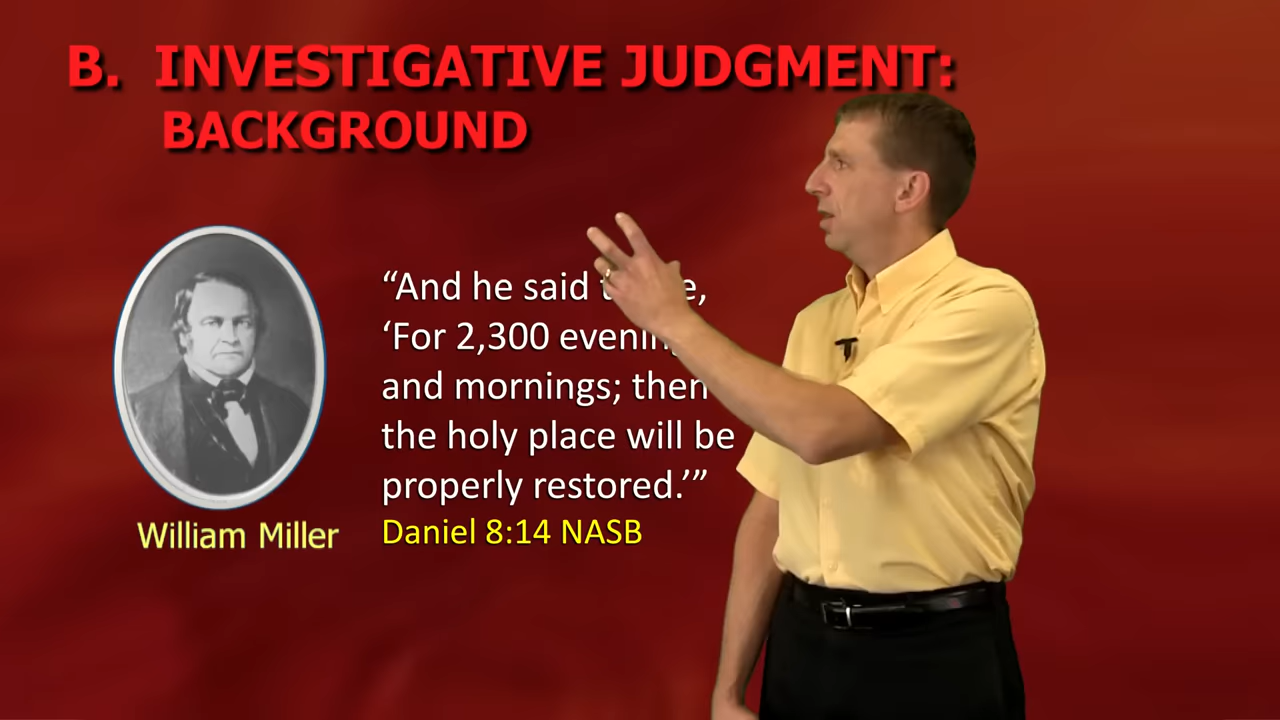 B. INVESTIGATIVE JUDGMENT:
BACKGROUND
“And he said
‘For 2,300
and mornings; then
the holy place will be
properly restored.’”
Daniel 8:14 NASB
William Miller